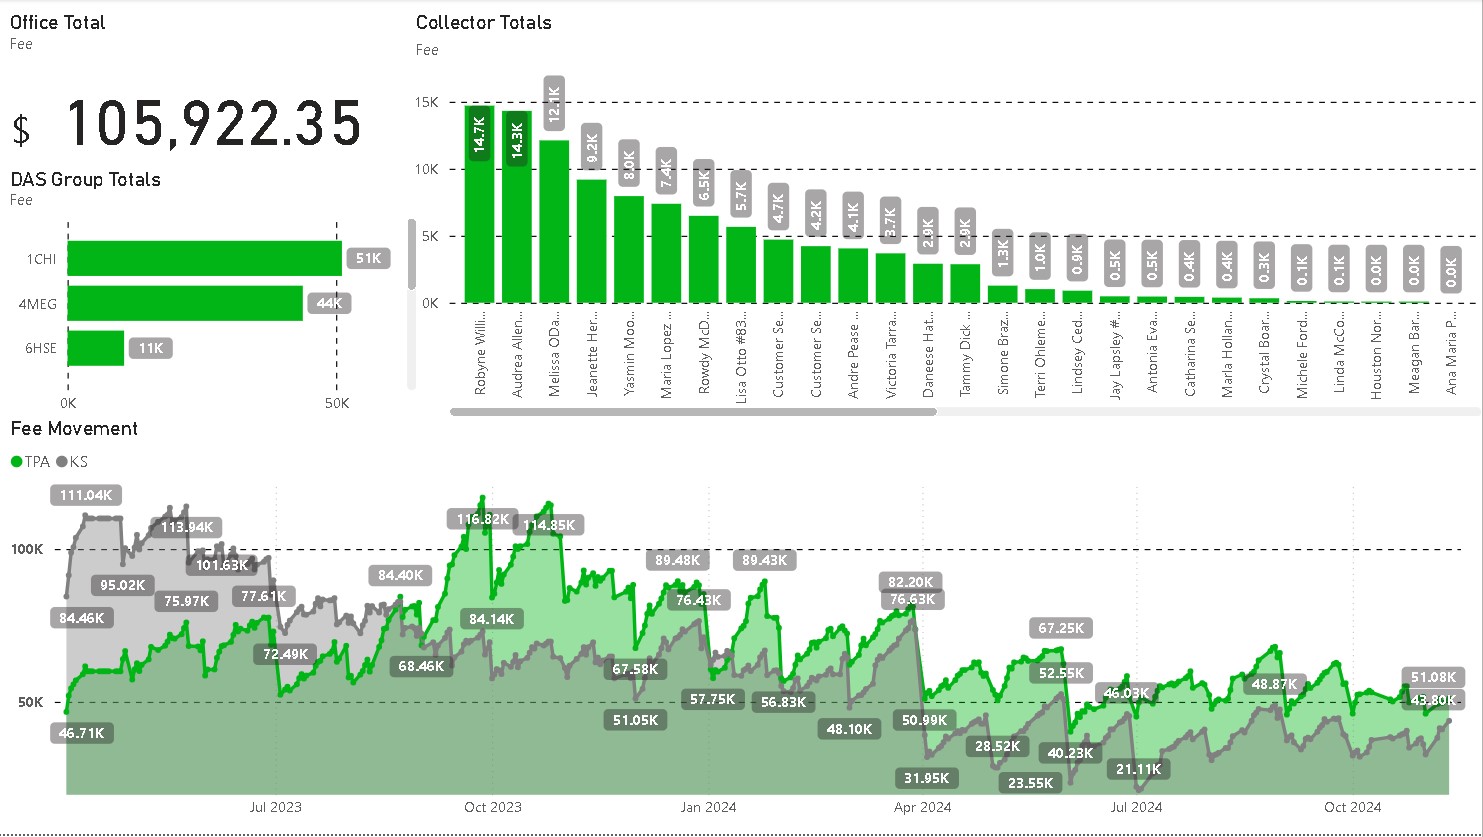 Office Total
Fee
$ 105,922.35
DAS Group Totals
Fee
1CHI 51K
4MEG 44K
6HSE 11K
0K 50K
Collector Totals
Fee
15K
10K
5K
0K
14.7K
14.3K
12.1K
9.2K
8.0K
7.4K
6.5K
5.7K
4.7K
4.2K
4.1K
3.7K
2.9K
2.9K
1.3K
1.0K
0.9K
0.5K
0.5K
0.4K
0.4K
0.3K
0.1K
0.1K
0.0K
0.0K
0.0K
Robyne Willi...
Audrea Allen...
Melissa ODa...
Jeanette Her...
Yasmin Moo...
Maria Lopez ...
Rowdy McD...
Lisa Otto #83...
Customer Se...
Customer Se...
Andre Pease ...
Victoria Tarra...
Daneese Hat...
Tammy Dick ...
Simone Braz...
Terri Ohlene...
Lindsey Ced...
Jay Lapsley #...
Antonia Eva...
Catharina Se...
Marla Hollan...
Crystal Boar...
Michele Ford...
Linda McCo...
Houston Nor...
Meagan Bar...
Ana Maria P...
Fee Movement
TPA KS
100K
50K
111.04K
84.46K
46.71K
95.02K
113.94K
75.97K
101.63K
77.61K
72.49K
84.40K
68.46K
116.82K
84.14K
114.85K
67.58K
51.05K
89.48K
76.43K
57.75K
89.43K
56.83K
48.10K
82.20K
76.63K
50.99K
31.95K
28.52K
23.55K
67.25K
52.55K
40.23K
46.03K
21.11K
48.87K
51.08K
43.80K
Jul 2023
Oct 2023
Jan 2024
Apr 2024
Jul 2024
Oct 2024